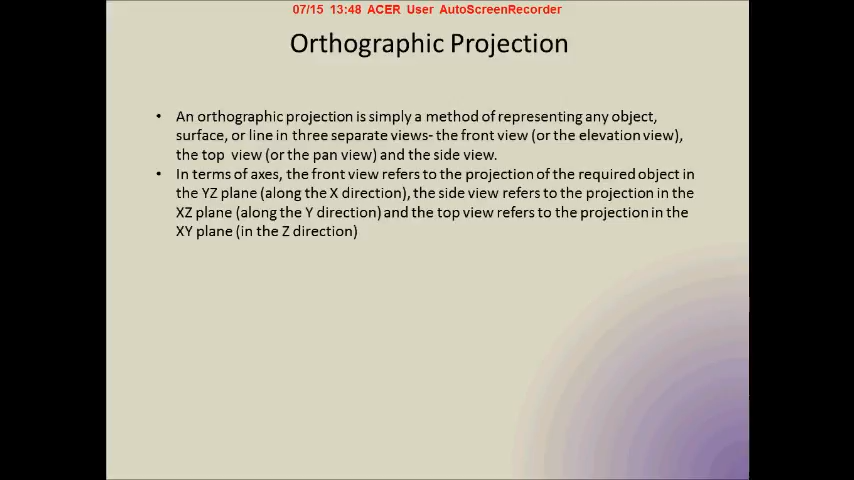 07/15 13:48 ACER User AutoScreenRecorder
Orthographic Projection
• An orthographic projection is simply a method of representing any object,
surface, or line in three separate views- the front view (or the elevation view),
the top view (or the pan view) and the side view.
• In terms of axes, the front view refers to the projection of the required object in
the YZ plane (along the X direction), the side view refers to the projection in the
XZ plane (along the Y direction) and the top view refers to the projection in the
XY plane (in the Z direction)